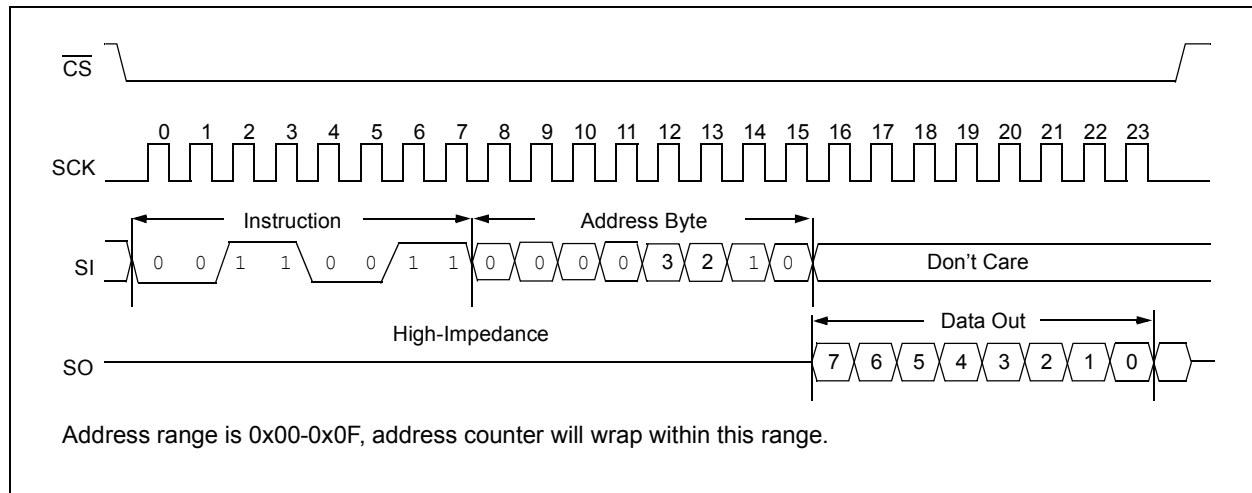 CS
0 1 2 3 4 5 6 7 8 9 10 11 12 13 14 15 16 17 18 19 20 21 22 23
SCK
Instruction Address Byte
SI 0 0 1 1 0 0 1 1 0 0 0 0 3 2 1 0 Don't Care
Data Out
High-Impedance
SO 7 6 5 4 3 2 1 0
Address range is 0x00-0x0F, address counter will wrap within this range.